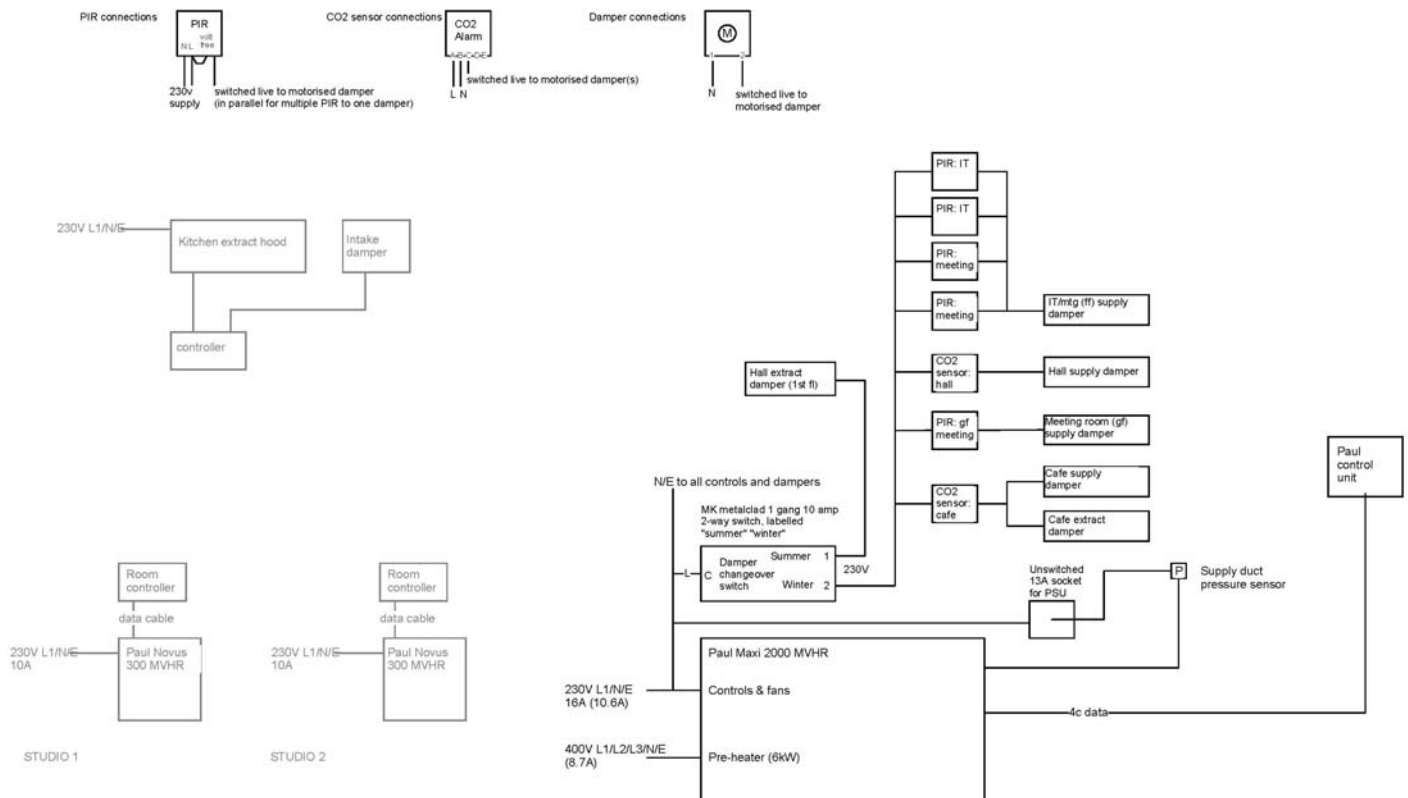 PIR connections
PIR
N L
volt
free
230v
supply
switched live to motorised damper
(in parallel for multiple PIR to one damper)
CO2 sensor connections
CO2
Alarm
A B C D E
switched live to motorised damper(s)
L N
Damper connections
M
1 2
N
switched live to
motorised damper
230V L1/N/E
Kitchen extract hood
Intake
damper
controller
PIR: IT
PIR: IT
PIR:
meeting
PIR:
meeting
IT/mtg (ff) supply
damper
Hall extract
damper (1st fl)
CO2
sensor:
hall
Hall supply damper
PIR: gf
meeting
Meeting room (gf)
supply damper
Paul
control
unit
N/E to all controls and dampers
CO2
sensor:
cafe
Cafe supply
damper
Cafe extract
damper
MK metalclad 1 gang 10 amp
2-way switch, labelled
"summer" "winter"
L
C
Damper
changeover
switch
Summer 1
Winter 2
230V
Unswitched
13A socket
for PSU
P
Supply duct
pressure sensor
Room
controller
data cable
230V L1/N/E
10A
Paul Novus
300 MVHR
STUDIO 1
Room
controller
data cable
230V L1/N/E
10A
Paul Novus
300 MVHR
STUDIO 2
Paul Maxi 2000 MVHR
230V L1/N/E
16A (10.6A)
Controls & fans
4c data
400V L1/L2/L3/N/E
(8.7A)
Pre-heater (6kW)